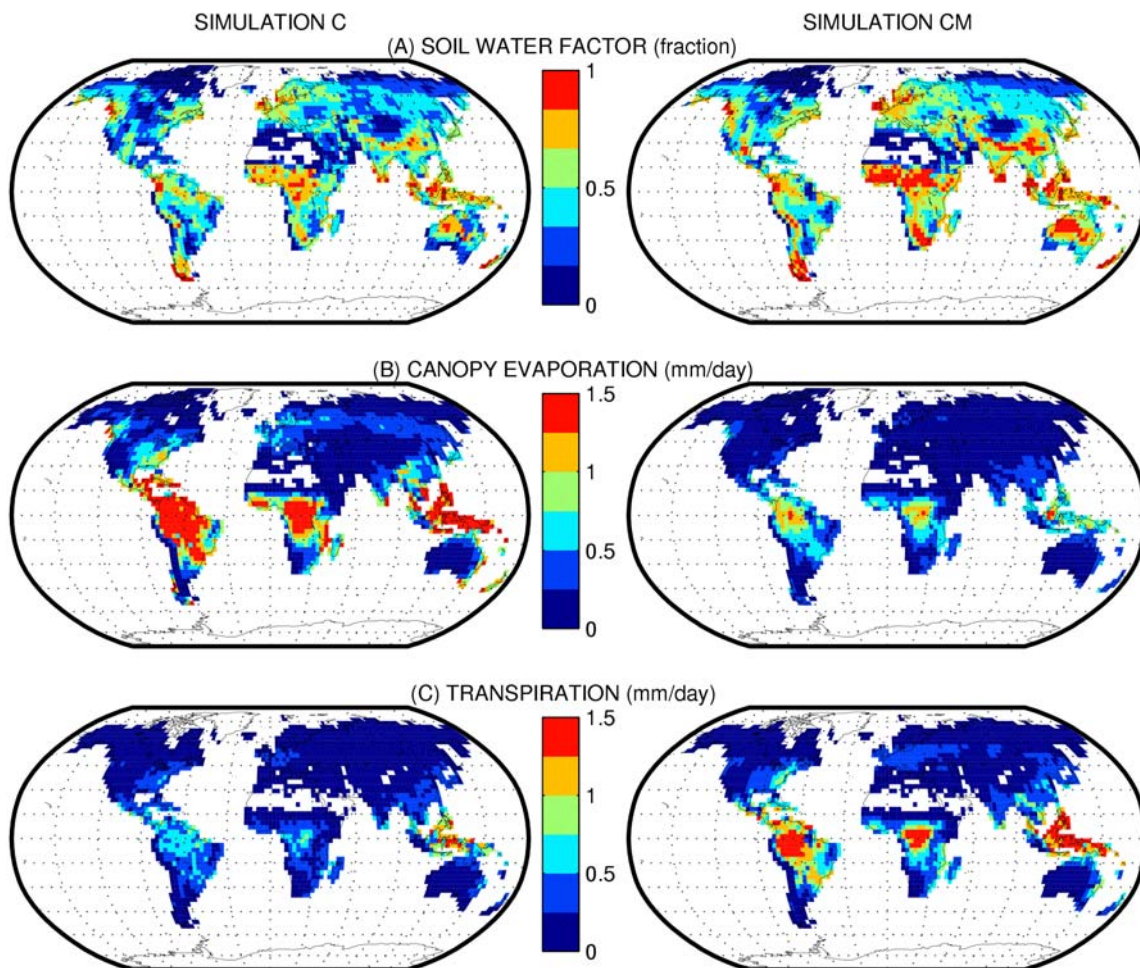 SIMULATION C
SIMULATION CM
(A) SOIL WATER FACTOR (fraction)
1
0.5
0
(B) CANOPY EVAPORATION (mm/day)
1.5
1
0.5
0
(C) TRANSPIRATION (mm/day)
1.5
1
0.5
0